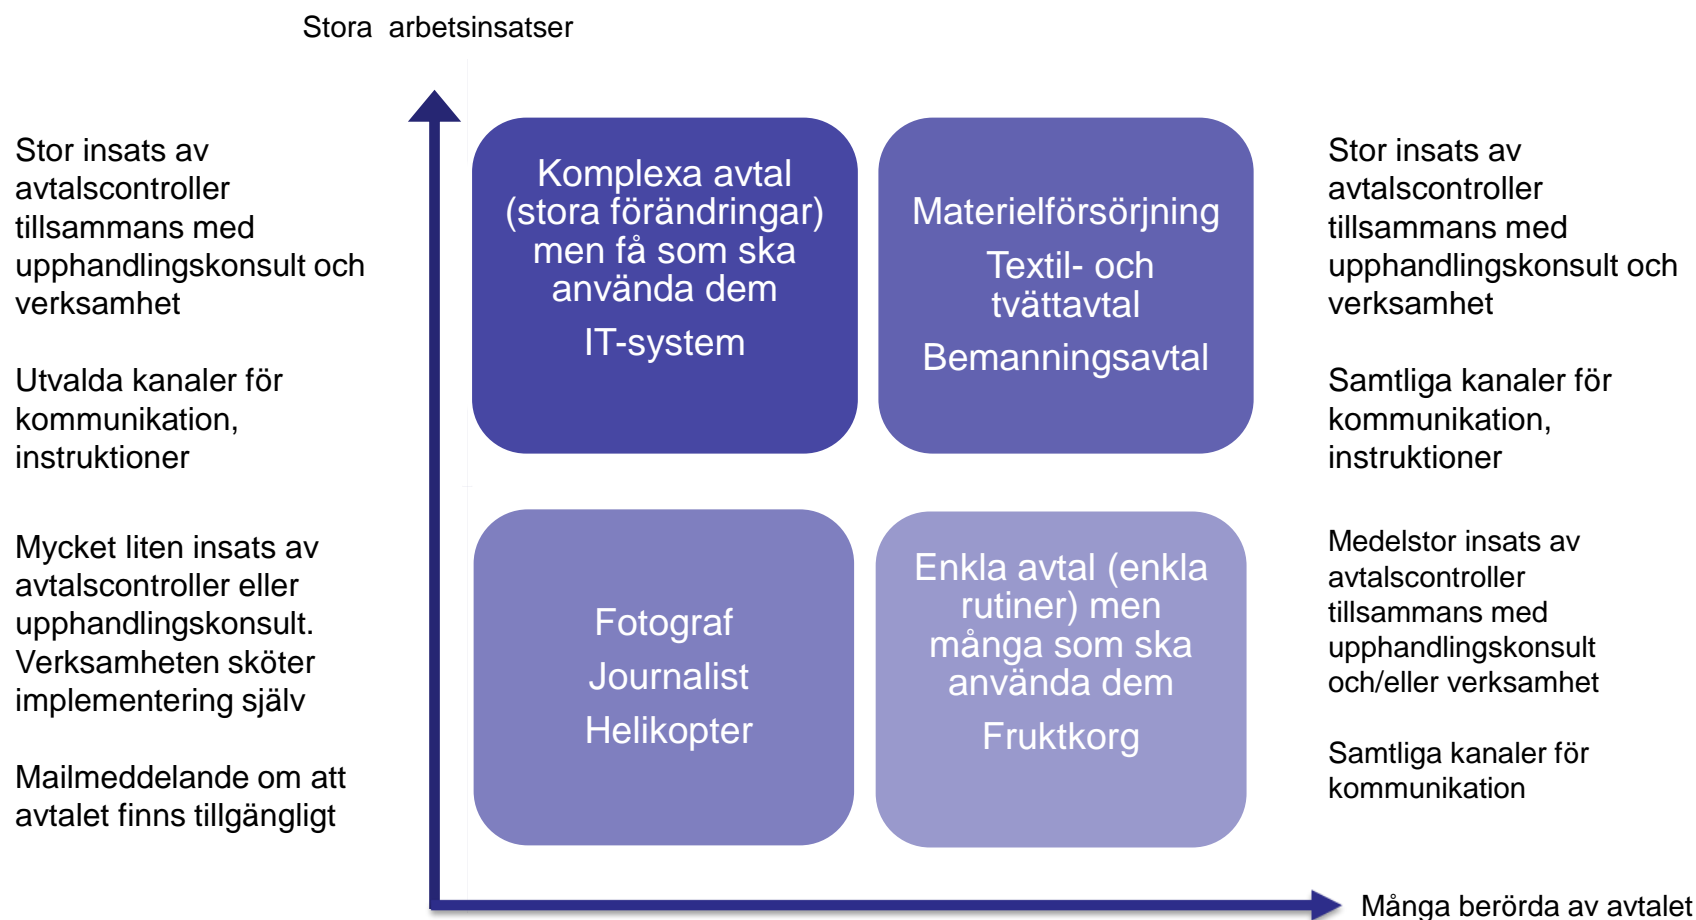 Stora  arbetsinsatser
Stor insats av
avtalscontroller
tillsammans med
upphandlingskonsult och
verksamhet
Utvalda kanaler för
kommunikation,
instruktioner
Komplexa avtal
(stora förändringar)
men få som ska
använda dem
IT-system
Materielförsörjning
Textil- och
tvättavtal
Bemanningsavtal
Stor insats av
avtalscontroller
tillsammans med
upphandlingskonsult och
verksamhet
Samtliga kanaler för
kommunikation,
instruktioner
Mycket liten insats av
avtalscontroller eller
upphandlingskonsult.
Verksamheten sköter
implementering själv
Mailmeddelande om att
avtalet finns tillgängligt
Fotograf
Journalist
Helikopter
Enkla avtal (enkla
rutiner) men
många som ska
använda dem
Fruktkorg
Medelstor insats av
avtalscontroller
tillsammans med
upphandlingskonsult
och/eller verksamhet
Samtliga kanaler för
kommunikation
Många berörda av avtalet